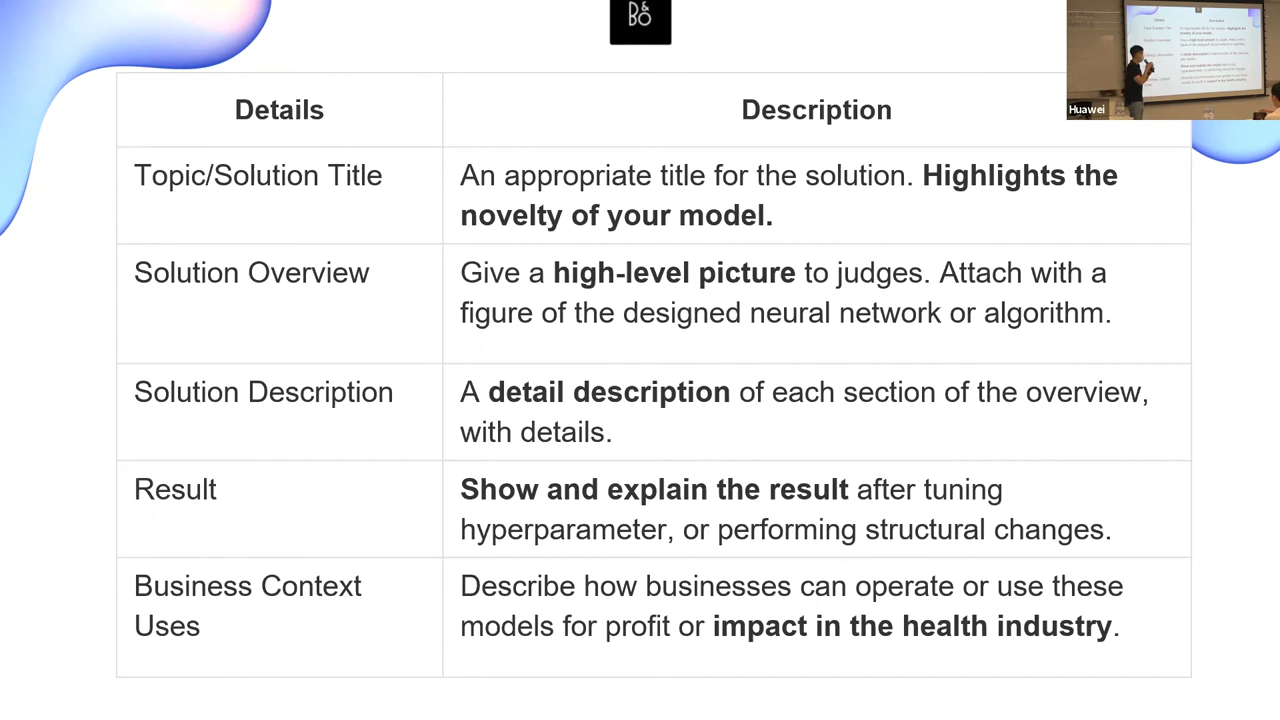 D&
BO
Details
Description
Huawei
Topic/Solution Title
An appropriate title for the solution. Highlights the
novelty of your model.
Solution Overview
Give a high-level picture to judges. Attach with a
figure of the designed neural network or algorithm.
Solution Description
A detail description of each section of the overview,
with details.
Result
Show and explain the result after tuning
hyperparameter, or performing structural changes.
Business Context
Uses
Describe how businesses can operate or use these
models for profit or impact in the health industry.